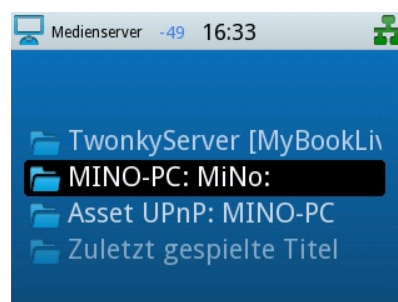 Medienserver -49 16:33
TwonkyServer [MyBookLiv
MINO-PC: MiNo:
Asset UPnP: MINO-PC
Zuletzt gespielte Titel